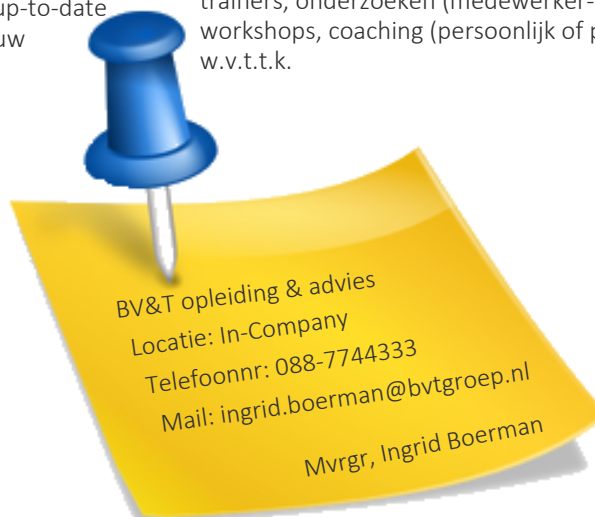 up-to-date
uw
trainers, onderzoeken (medewerker-
workshops, coaching (persoonlijk of p
w.v.t.t.k.
BV&T opleiding & advies
Locatie: In-Company
Telefoonnr: 088-7744333
Mail: ingrid.boerman@bvtgroep.nl
Mvrgr, Ingrid Boerman